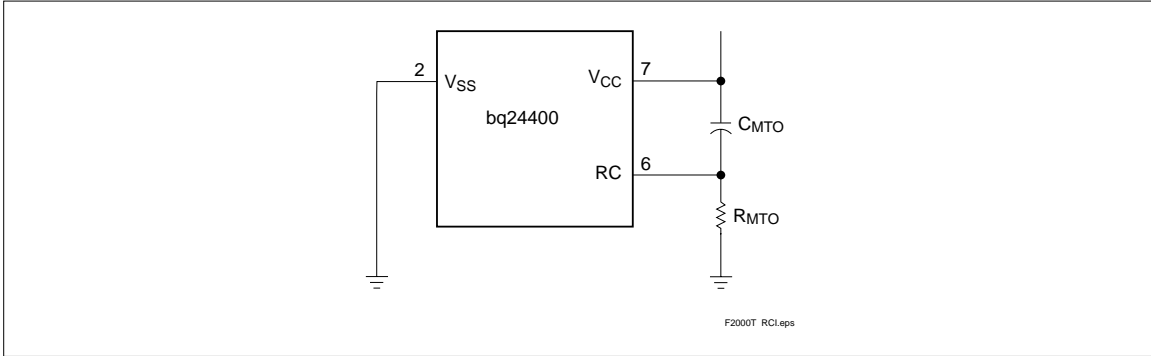 2
VSS
VCC
7
bq24400
CMTO
RC
6
RMTO
F2000T RCI.eps